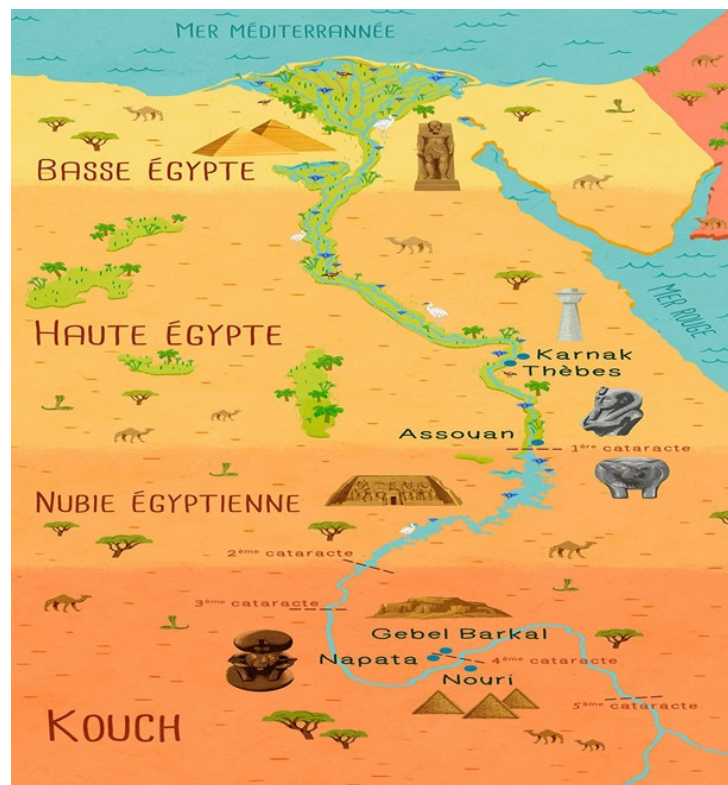 MER MÉDITERRANNÉE
BASSE ÉGYPTE
MER ROUGE
HAUTE ÉGYPTE
Karnak
Thèbes
Assouan
1ère cataracte
NUBIE ÉGYPTIENNE
2ème cataracte
3ème cataracte
Gebel Barkal
Napata
4ème cataracte
Nouri
5ème cataracte
KOUCH